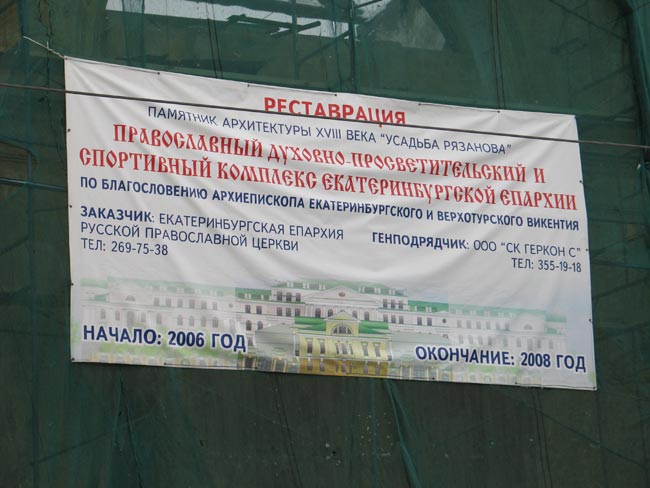 РЕСТАВРАЦИЯ
ПАМЯТНИК АРХИТЕКТУРЫ XVIII ВЕКА "УСАДЬБА РЯЗАНОВА"
ПРАВОСЛАВНЫЙ ДУХОВНО-ПРОСВЕТИТЕЛЬСКИЙ И
СПОРТИВНЫЙ КОМПЛЕКС ЕКАТЕРИНБУРГСКОЙ ЕПАРХИИ
ПО БЛАГОСЛОВЕНИЮ АРХИЕПИСКОПА ЕКАТЕРИНБУРГСКОГО И ВЕРХОТУРСКОГО ВИКЕНТИЯ
ЗАКАЗЧИК: ЕКАТЕРИНБУРГСКАЯ ЕПАРХИЯ
РУССКОЙ ПРАВОСЛАВНОЙ ЦЕРКВИ
ТЕЛ: 269-75-38
ГЕНПОДРЯДЧИК: ООО "СК ГЕРКОН С"
ТЕЛ: 355-19-18
НАЧАЛО: 2006 ГОД
ОКОНЧАНИЕ: 2008 ГОД